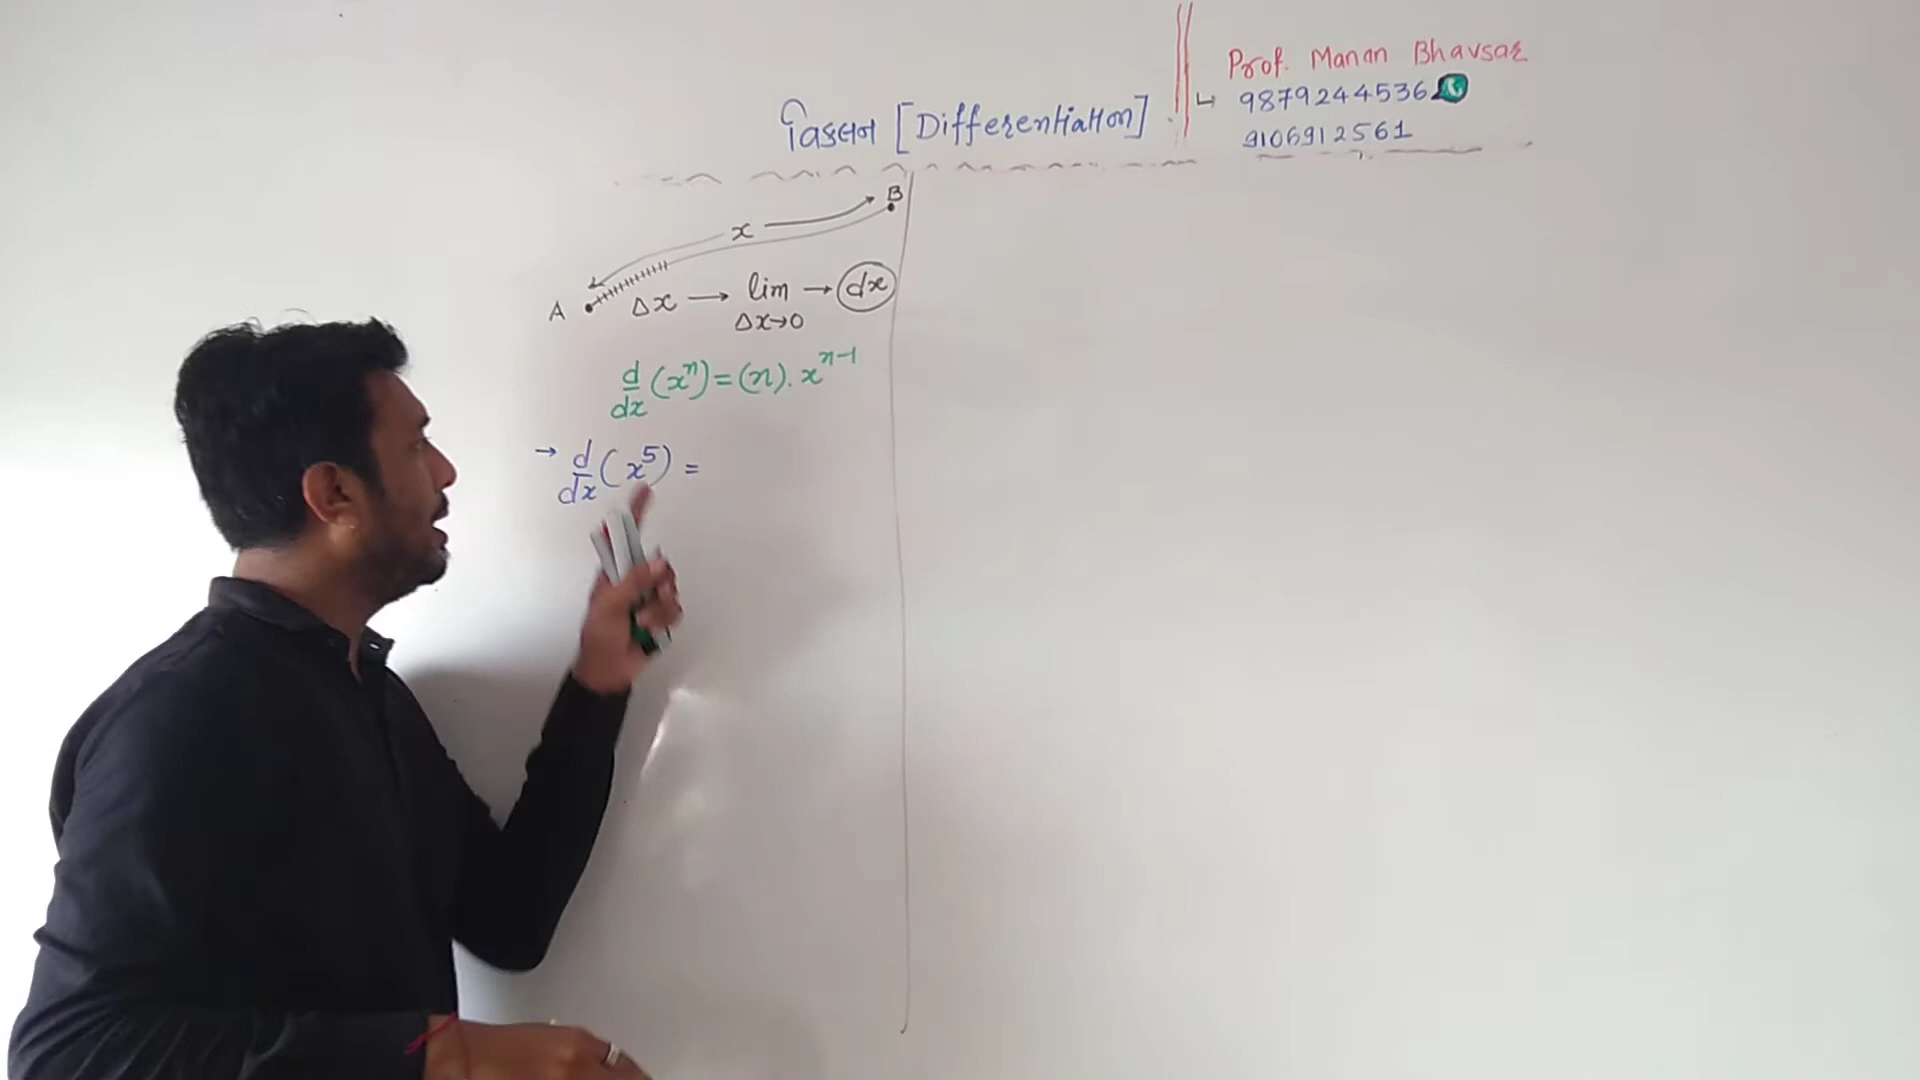 વિકલન [Differentiation]
Prof. Manan Bhavsar
↳ 9879244536
9106912561
B
x
A
Δx → lim → dx
Δx→0
d/dx (xⁿ) = (n). xⁿ⁻¹
→ d/dx (x⁵) =